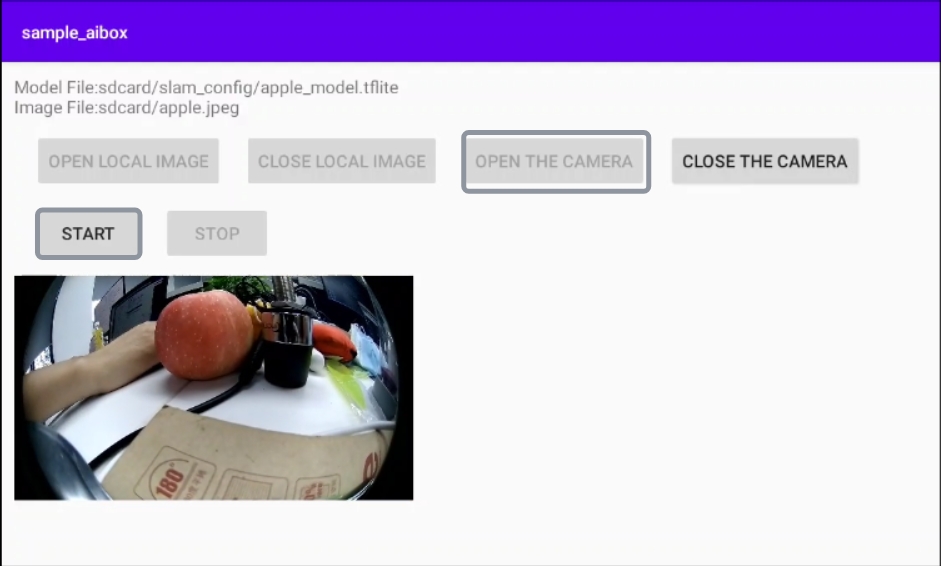 sample_aibox
Model File:sdcard/slam_config/apple_model.tflite
Image File:sdcard/apple.jpeg
OPEN LOCAL IMAGE CLOSE LOCAL IMAGE OPEN THE CAMERA CLOSE THE CAMERA
START STOP
180°